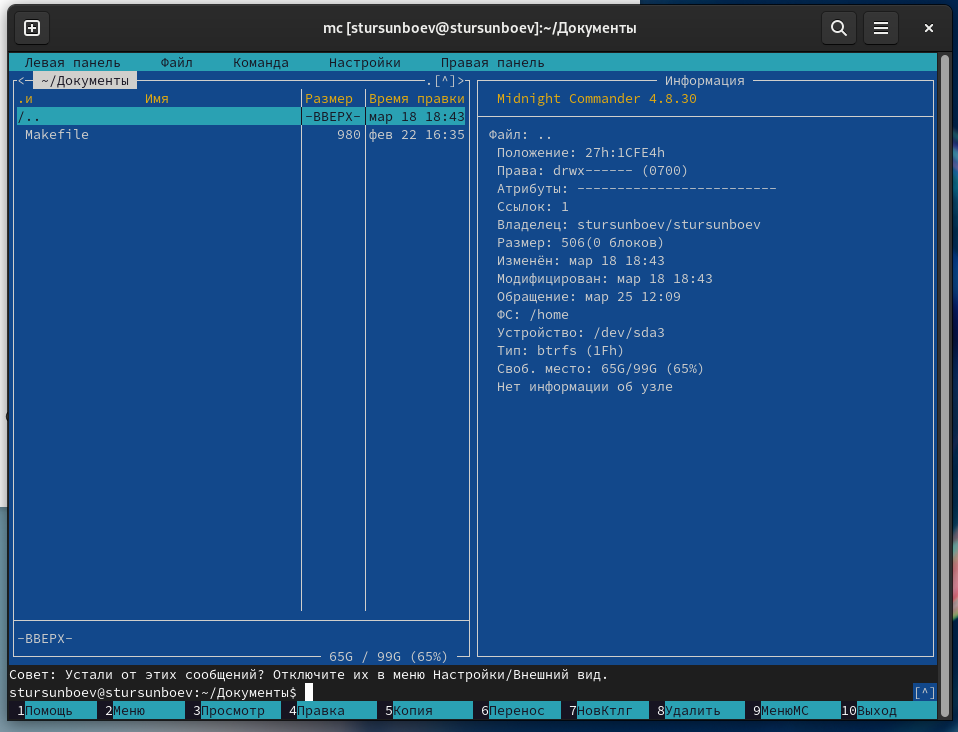 mc [stursunboev@stursunboev]:~/Документы
Левая панель Файл Команда Настройки Правая панель
<─ ~/Документы .[^]>
Информация
.и Имя Размер Время правки
Midnight Commander 4.8.30
/.. -ВВЕРХ- мар 18 18:43
Makefile 980 фев 22 16:35
Файл: ..
Положение: 27h:1CFE4h
Права: drwx------ (0700)
Атрибуты: -------------------------
Ссылок: 1
Владелец: stursunboev/stursunboev
Размер: 506(0 блоков)
Изменён: мар 18 18:43
Модифицирован: мар 18 18:43
Обращение: мар 25 12:09
ФС: /home
Устройство: /dev/sda3
Тип: btrfs (1Fh)
Своб. место: 65G/99G (65%)
Нет информации об узле
-ВВЕРХ-
65G / 99G (65%)
Совет: Устали от этих сообщений? Отключите их в меню Настройки/Внешний вид.
stursunboev@stursunboev:~/Документы$ [^]
1Помощь 2Меню 3Просмотр 4Правка 5Копия 6Перенос 7НовКтлг 8Удалить 9МенюМС 10Выход